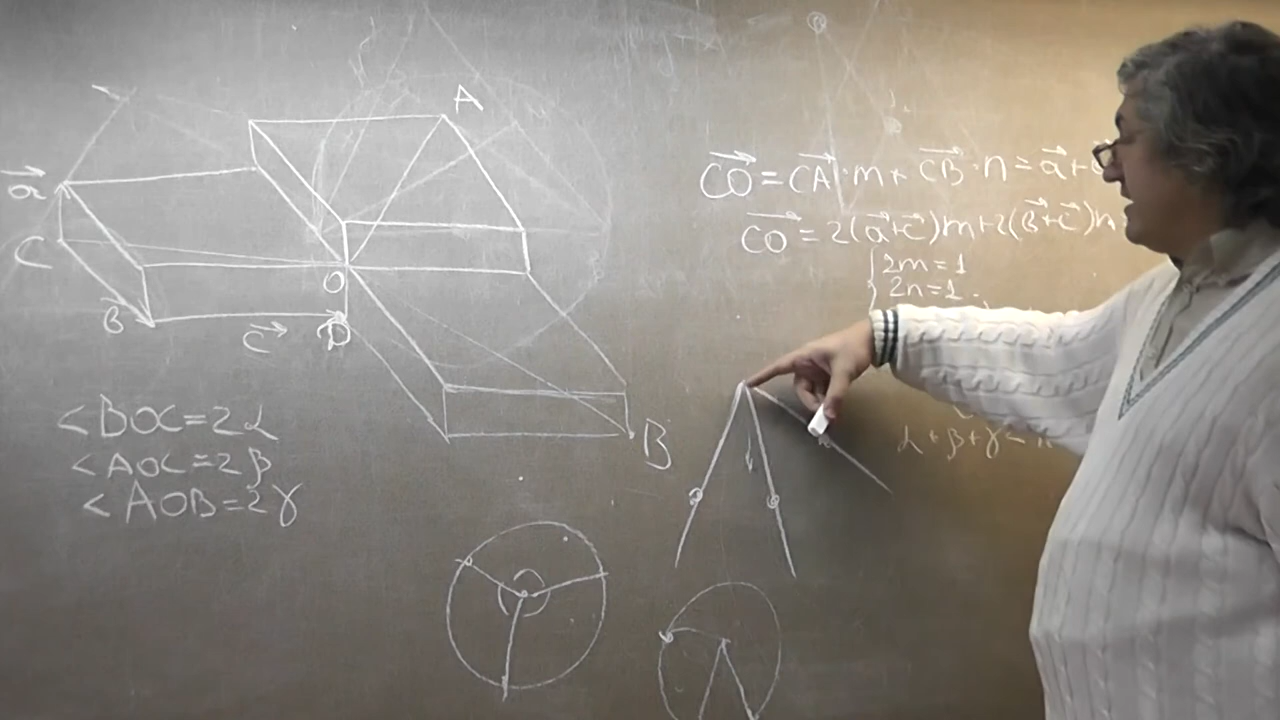 A
a⃗
C
B
c⃗
O
D
B
∠BOC=2α
∠AOC=2β
∠AOB=2γ
CO⃗ = CA⃗·m + CB⃗·n = a⃗+
CO⃗ = 2(a⃗+c⃗)m+2(b⃗+c⃗)n
{2m=1
2n=1
α+β+γ=π